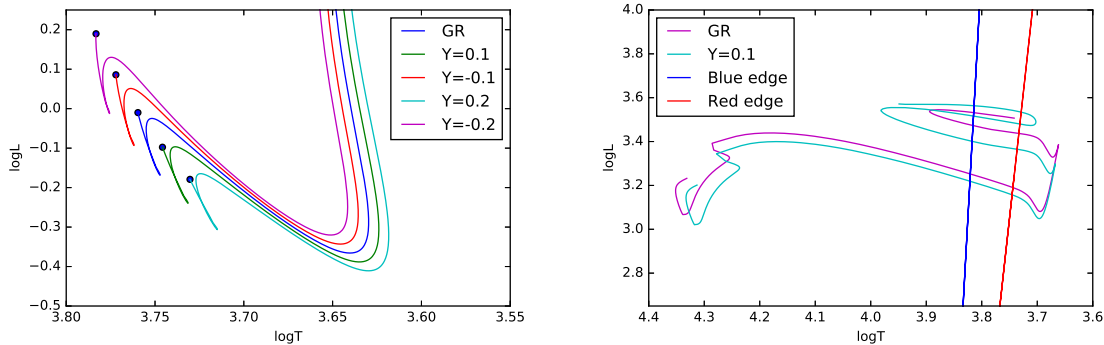 0.2
0.1
0.0
−0.1
−0.2
−0.3
−0.4
−0.5
logL
3.80
3.75
3.70
3.65
3.60
3.55
logT
GR
Y=0.1
Y=-0.1
Y=0.2
Y=-0.2
4.0
3.8
3.6
3.4
3.2
3.0
2.8
logL
4.4
4.3
4.2
4.1
4.0
3.9
3.8
3.7
3.6
logT
GR
Y=0.1
Blue edge
Red edge